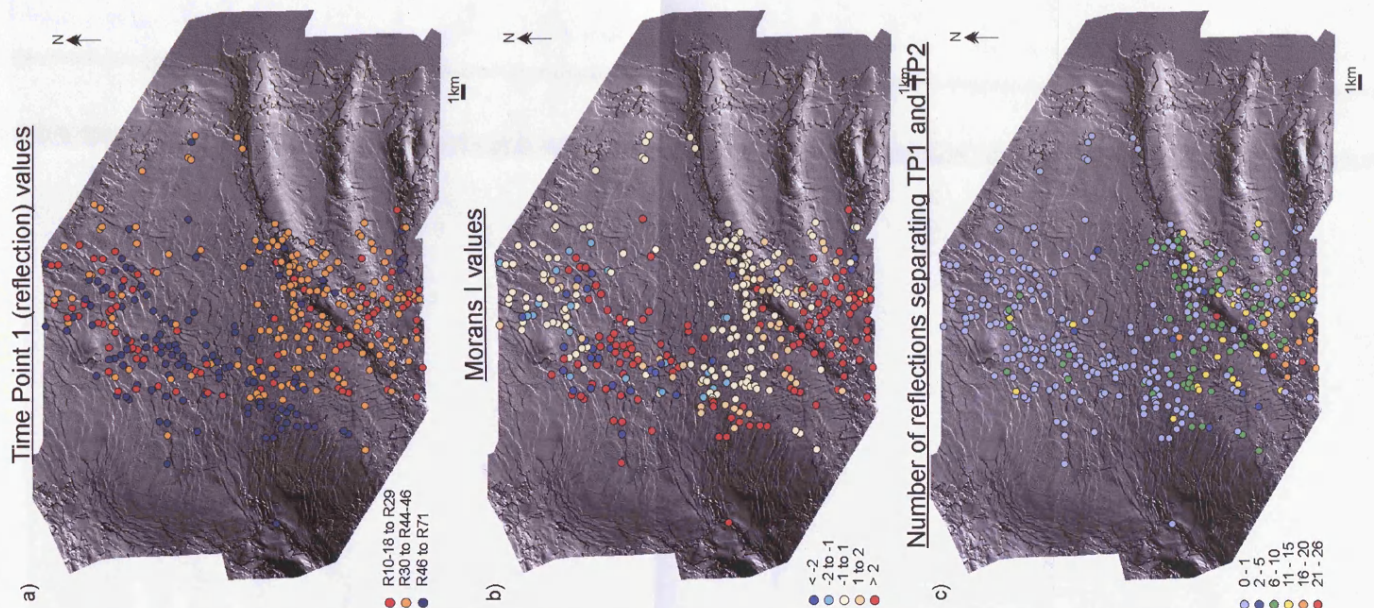 a)
Time Point 1 (reflection) values
N
R10-18 to R29
R30 to R44-46
R46 to R71
1km
b)
Morans I values
N
< -2
-2 to -1
-1 to 1
1 to 2
> 2
1km
c)
Number of reflections separating TP1 and TP2
N
0 - 1
2 - 5
6 - 10
11 - 15
16 - 20
21 - 26
1km